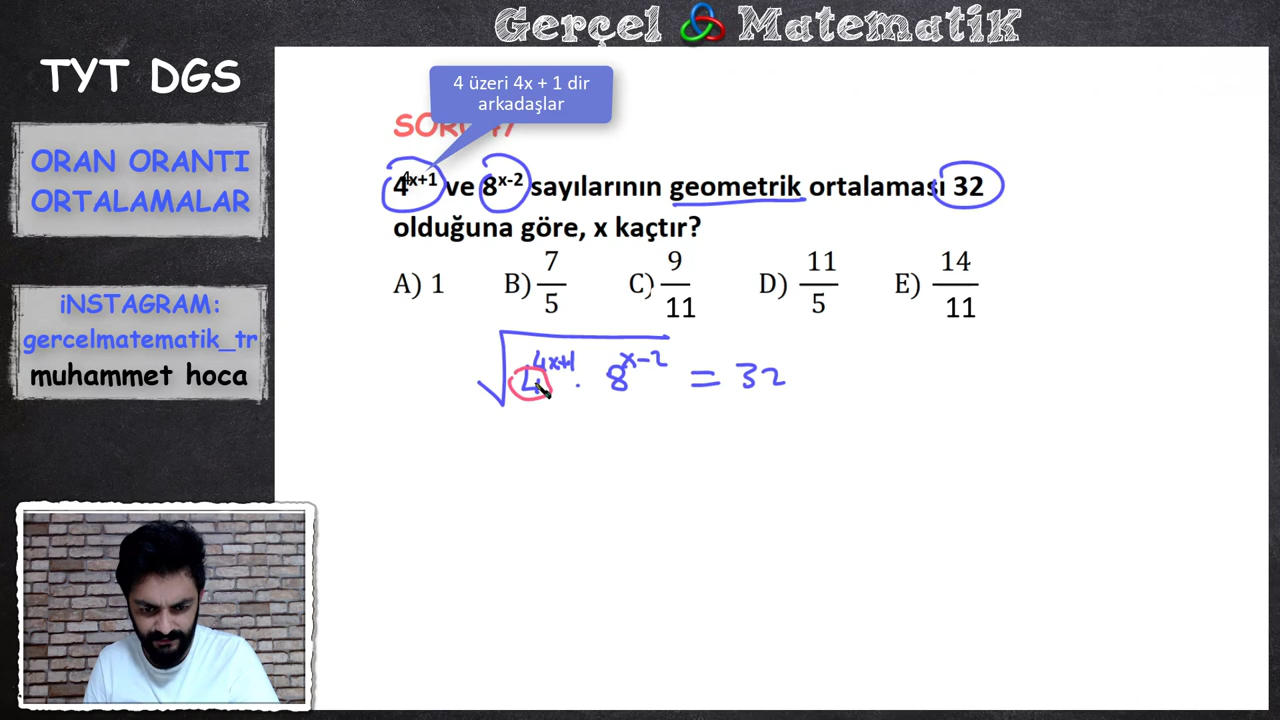 Gerçel Matematik
TYT DGS
ORAN ORANTI
ORTALAMALAR
iNSTAGRAM:
gercelmatematik_tr
muhammet hoca
4 üzeri 4x + 1 dir
arkadaşlar
4^{4x+1} ve 8^{x-2} sayılarının geometrik ortalaması 32
olduğuna göre, x kaçtır?
A) 1 B) 7/5 C) 9/11 D) 11/5 E) 14/11
√(4^{4x+1} · 8^{x-2}) = 32